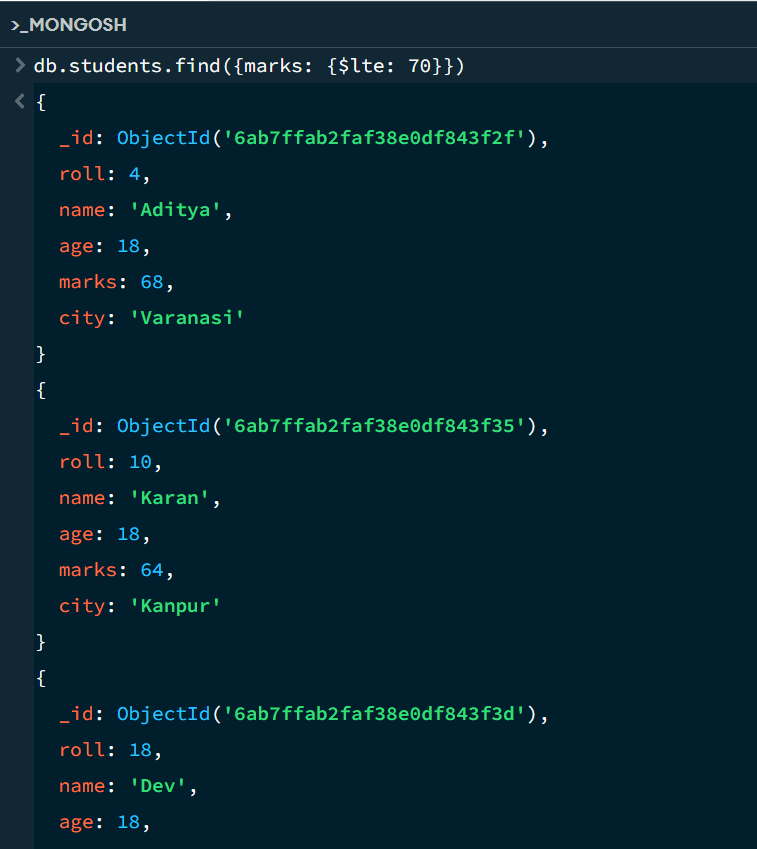 >_MONGOSH
> db.students.find({marks: {$lte: 70}})
< {
_id: ObjectId('6ab7ffab2faf38e0df843f2f'),
roll: 4,
name: 'Aditya',
age: 18,
marks: 68,
city: 'Varanasi'
}
{
_id: ObjectId('6ab7ffab2faf38e0df843f35'),
roll: 10,
name: 'Karan',
age: 18,
marks: 64,
city: 'Kanpur'
}
{
_id: ObjectId('6ab7ffab2faf38e0df843f3d'),
roll: 18,
name: 'Dev',
age: 18,